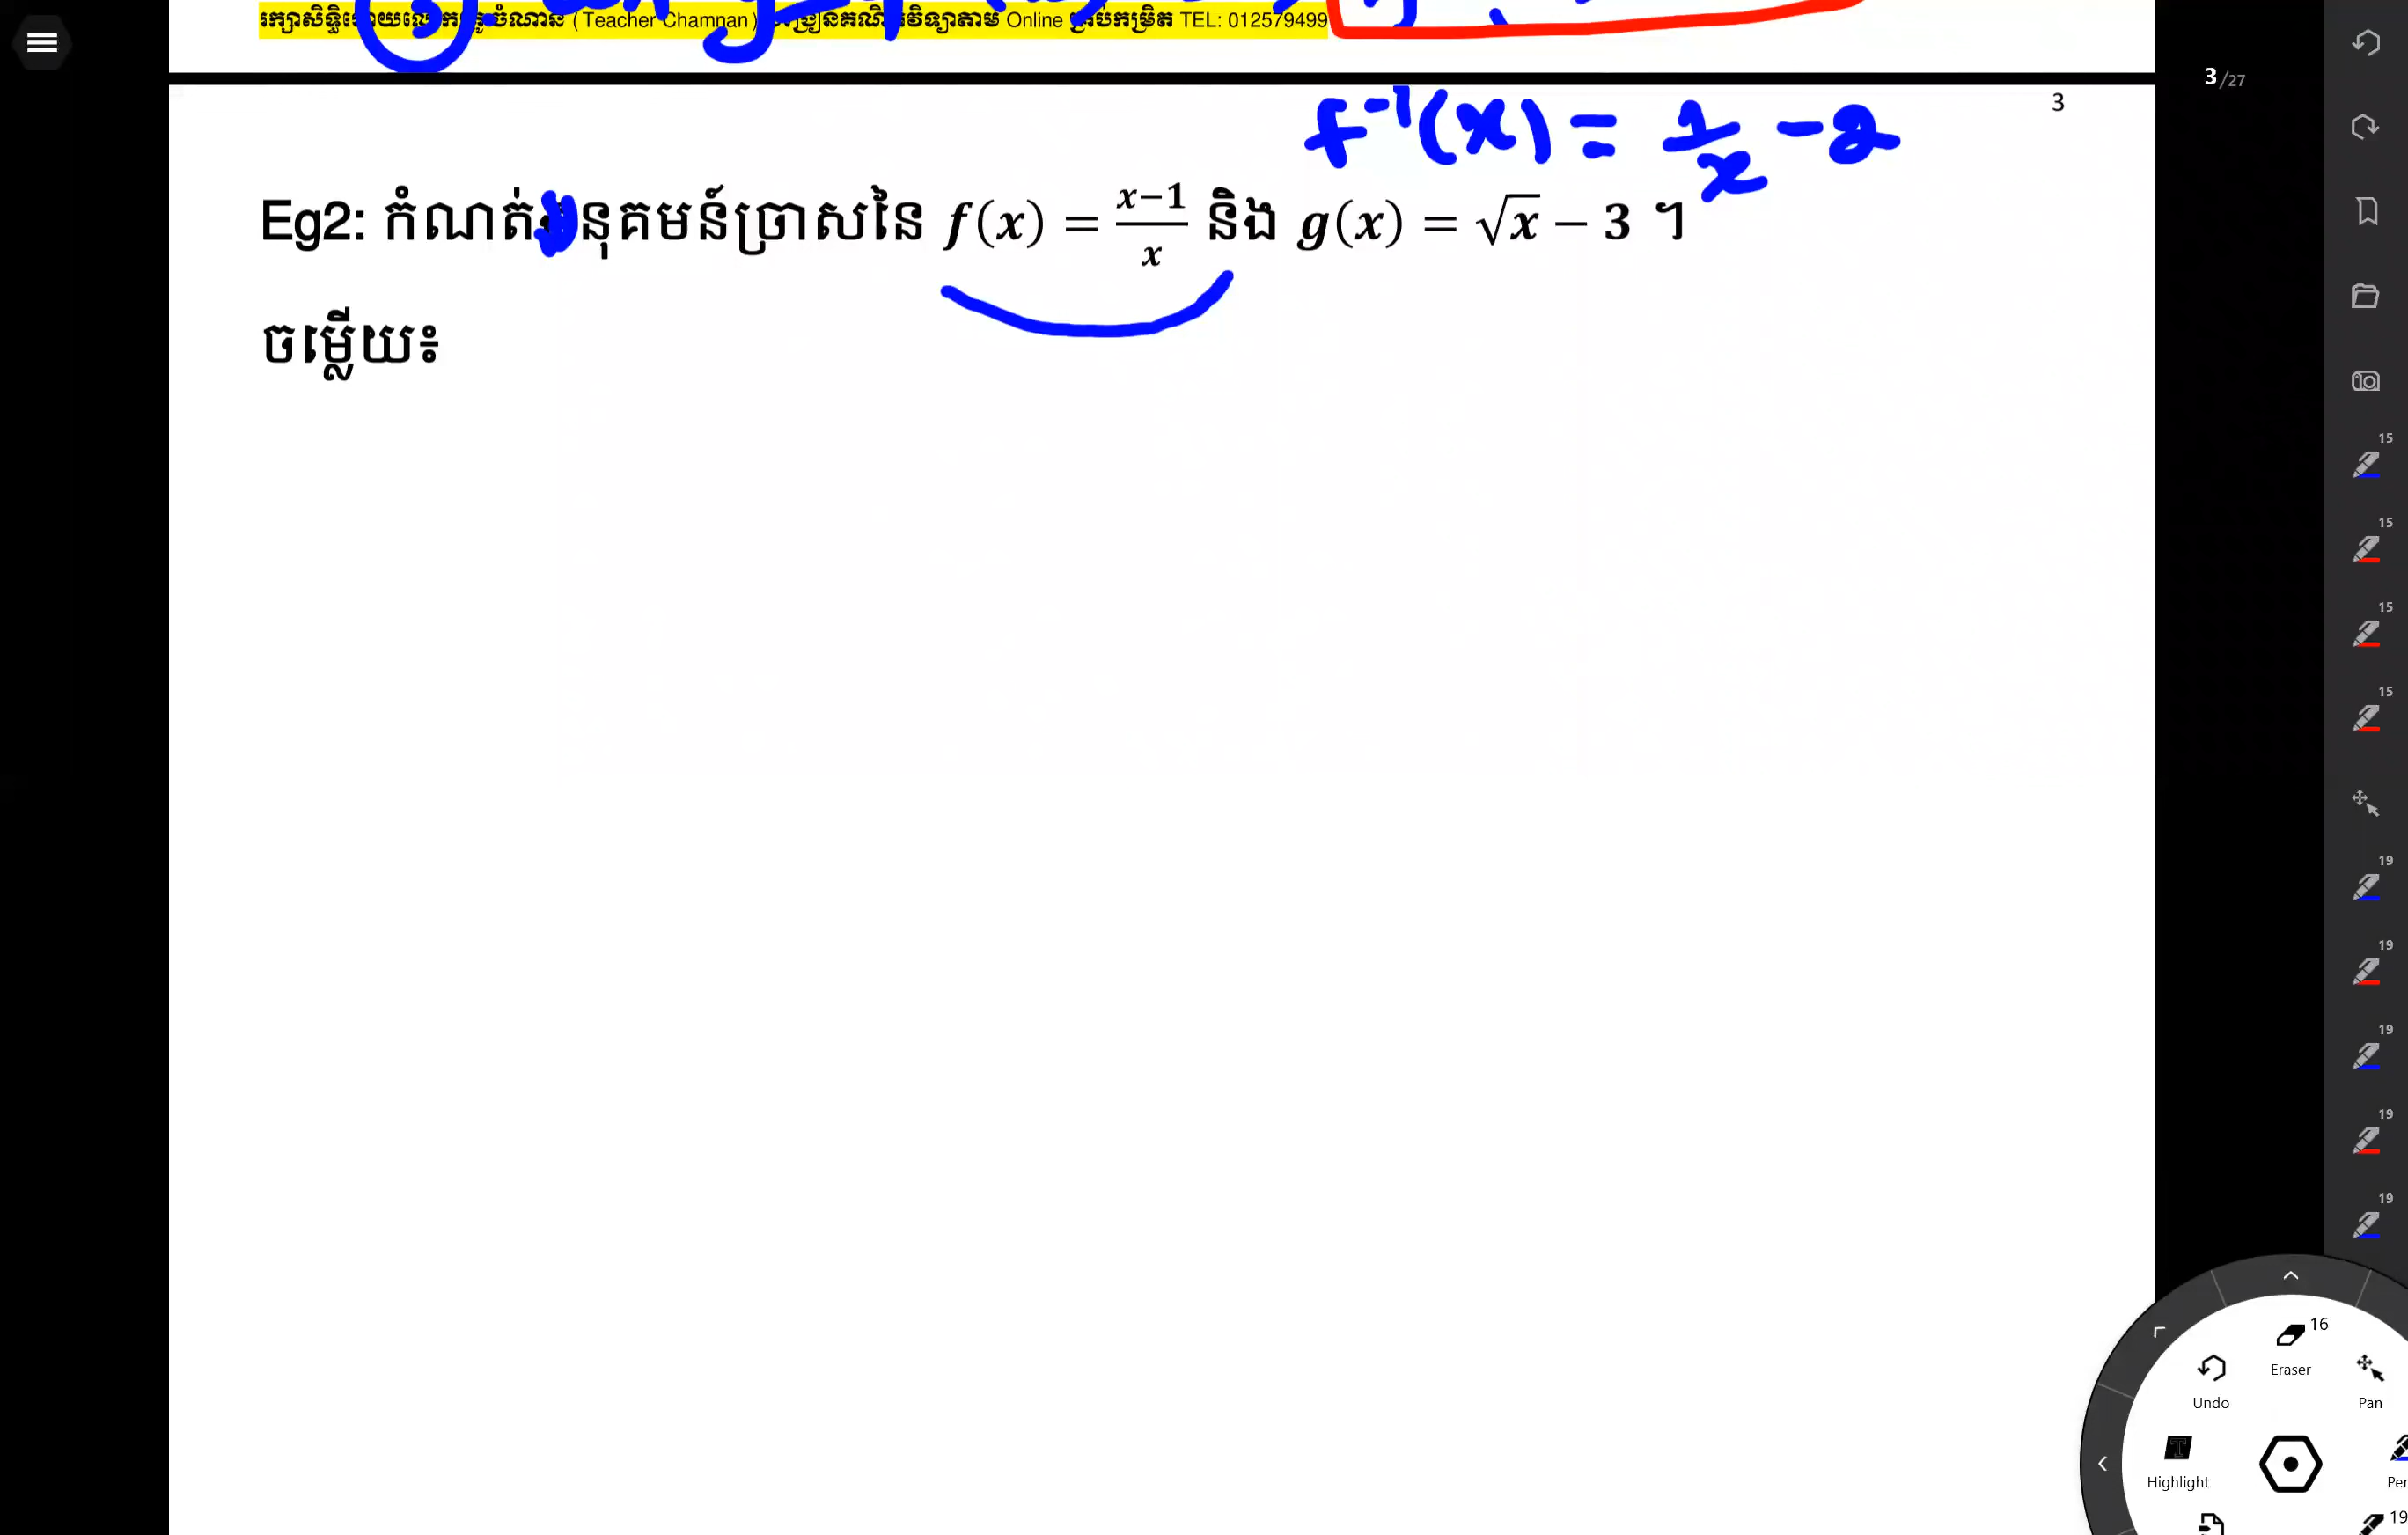 (Teacher Chamnan) Online TEL: 012579499
3/27
3
f⁻¹(x) = 1/x - 2
Eg2: កំណត់អនុគមន៍ច្រាសនៃ f(x) = x−1/x និង g(x) = √x − 3 ។
ចម្លើយ៖
15
15
15
15
19
19
19
19
19
16
Eraser
Undo
Pan
Highlight
19